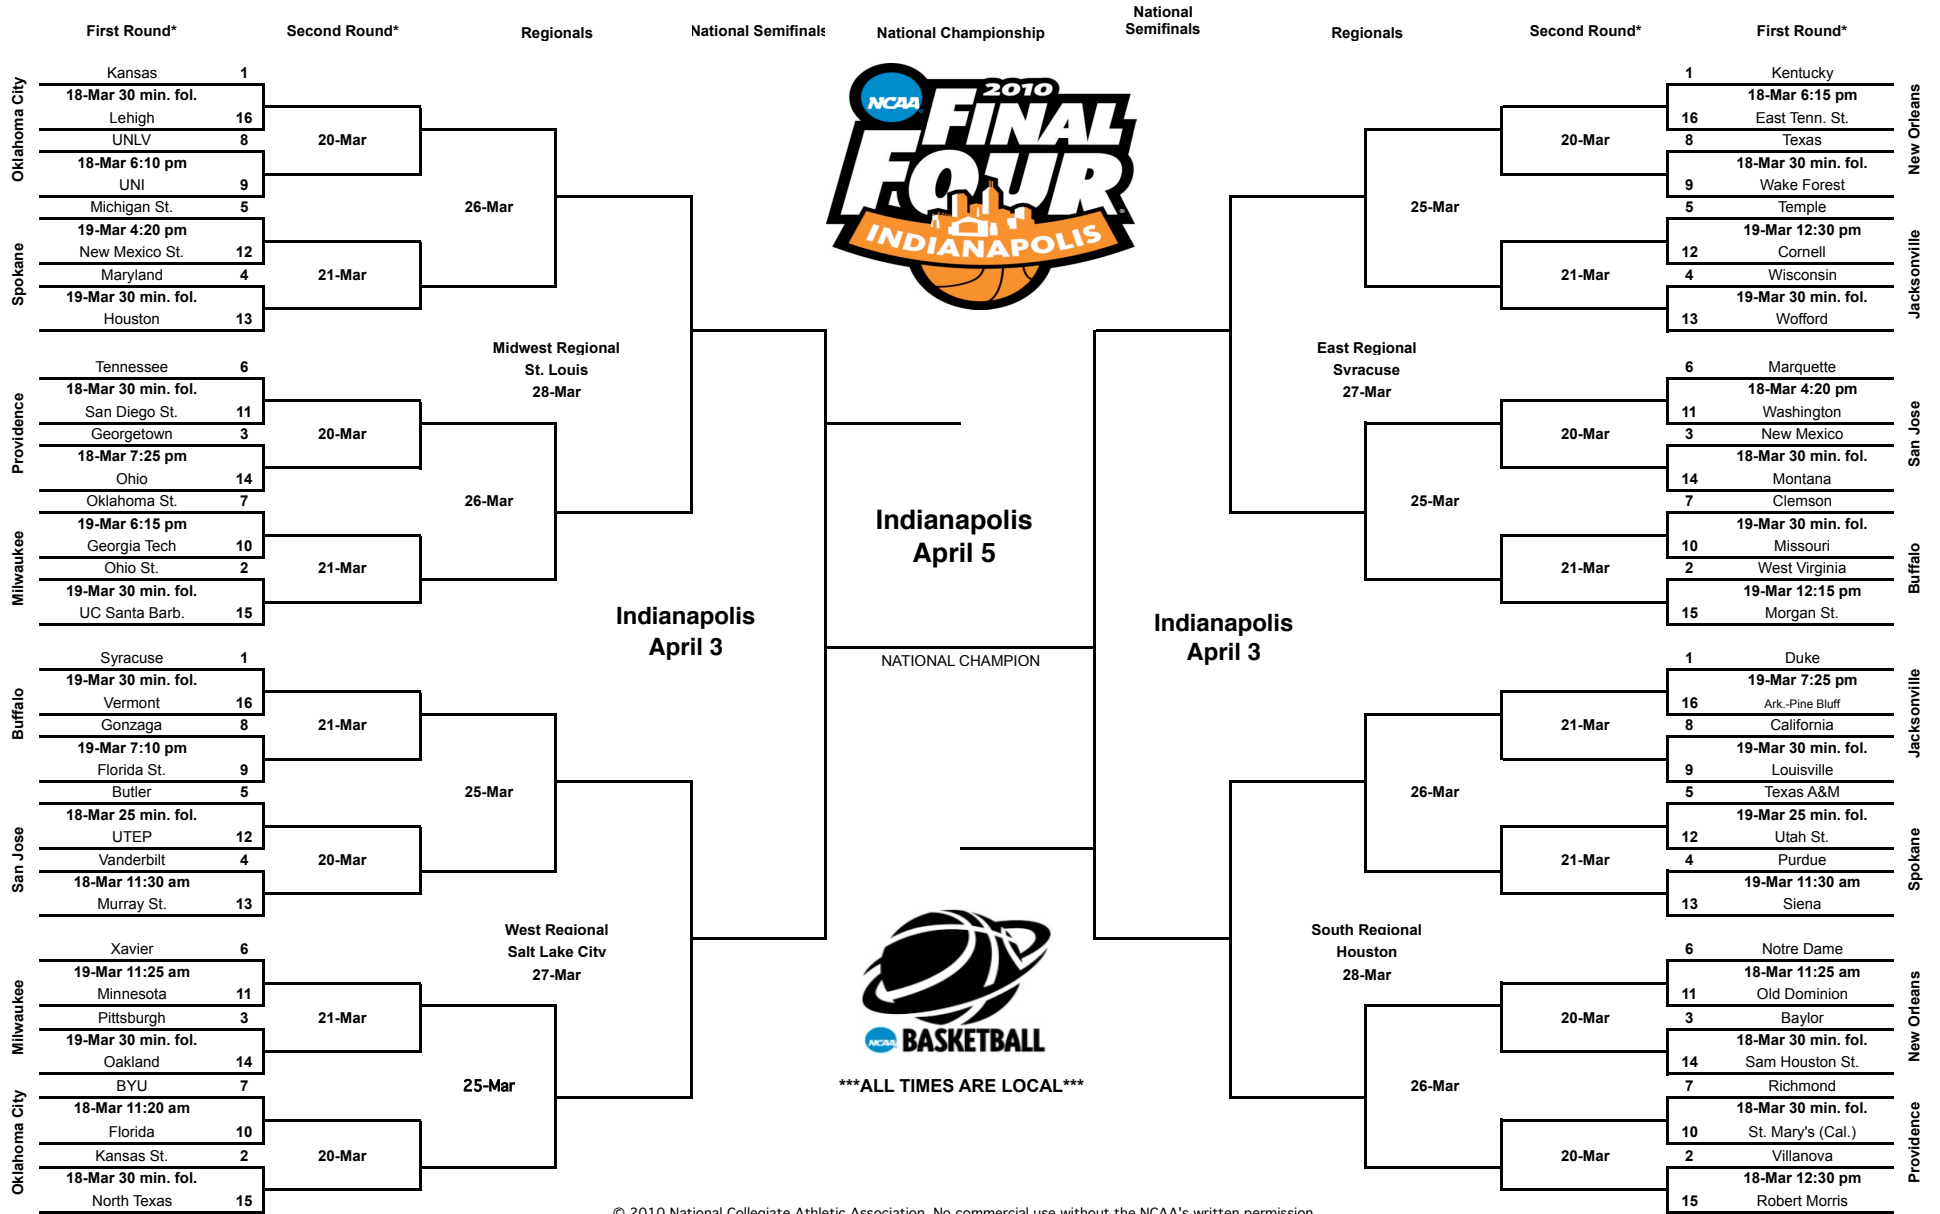 First Round*
Second Round*
Regionals
National Semifinals
National Championship
National
Semifinals
Regionals
Second Round*
First Round*
Oklahoma City
Kansas 1
18-Mar 30 min. fol.
Lehigh 16
UNLV 8
18-Mar 6:10 pm
UNI 9
20-Mar
Spokane
Michigan St. 5
19-Mar 4:20 pm
New Mexico St. 12
Maryland 4
19-Mar 30 min. fol.
Houston 13
21-Mar
26-Mar
Midwest Regional
St. Louis
28-Mar
Providence
Tennessee 6
18-Mar 30 min. fol.
San Diego St. 11
Georgetown 3
18-Mar 7:25 pm
Ohio 14
20-Mar
Milwaukee
Oklahoma St. 7
19-Mar 6:15 pm
Georgia Tech 10
Ohio St. 2
19-Mar 30 min. fol.
UC Santa Barb. 15
21-Mar
26-Mar
Indianapolis
April 3
Buffalo
Syracuse 1
19-Mar 30 min. fol.
Vermont 16
Gonzaga 8
19-Mar 7:10 pm
Florida St. 9
21-Mar
San Jose
Butler 5
18-Mar 25 min. fol.
UTEP 12
Vanderbilt 4
18-Mar 11:30 am
Murray St. 13
20-Mar
25-Mar
West Regional
Salt Lake City
27-Mar
Milwaukee
Xavier 6
19-Mar 11:25 am
Minnesota 11
Pittsburgh 3
19-Mar 30 min. fol.
Oakland 14
21-Mar
Oklahoma City
BYU 7
18-Mar 11:20 am
Florida 10
Kansas St. 2
18-Mar 30 min. fol.
North Texas 15
20-Mar
25-Mar
NCAA
2010
FINAL
FOUR
INDIANAPOLIS
Indianapolis
April 5
NATIONAL CHAMPION
NCAA BASKETBALL
***ALL TIMES ARE LOCAL***
1 Kentucky
18-Mar 6:15 pm
16 East Tenn. St.
8 Texas
18-Mar 30 min. fol.
9 Wake Forest
New Orleans
20-Mar
5 Temple
19-Mar 12:30 pm
12 Cornell
4 Wisconsin
19-Mar 30 min. fol.
13 Wofford
Jacksonville
21-Mar
25-Mar
East Regional
Syracuse
27-Mar
6 Marquette
18-Mar 4:20 pm
11 Washington
3 New Mexico
18-Mar 30 min. fol.
14 Montana
San Jose
20-Mar
7 Clemson
19-Mar 30 min. fol.
10 Missouri
2 West Virginia
19-Mar 12:15 pm
15 Morgan St.
Buffalo
21-Mar
25-Mar
Indianapolis
April 3
1 Duke
19-Mar 7:25 pm
16 Ark.-Pine Bluff
8 California
19-Mar 30 min. fol.
9 Louisville
Jacksonville
21-Mar
5 Texas A&M
19-Mar 25 min. fol.
12 Utah St.
4 Purdue
19-Mar 11:30 am
13 Siena
Spokane
21-Mar
26-Mar
South Regional
Houston
28-Mar
6 Notre Dame
18-Mar 11:25 am
11 Old Dominion
3 Baylor
18-Mar 30 min. fol.
14 Sam Houston St.
New Orleans
20-Mar
7 Richmond
18-Mar 30 min. fol.
10 St. Mary's (Cal.)
2 Villanova
18-Mar 12:30 pm
15 Robert Morris
Providence
20-Mar
26-Mar
© 2010 National Collegiate Athletic Association. No commercial use without the NCAA's written permission